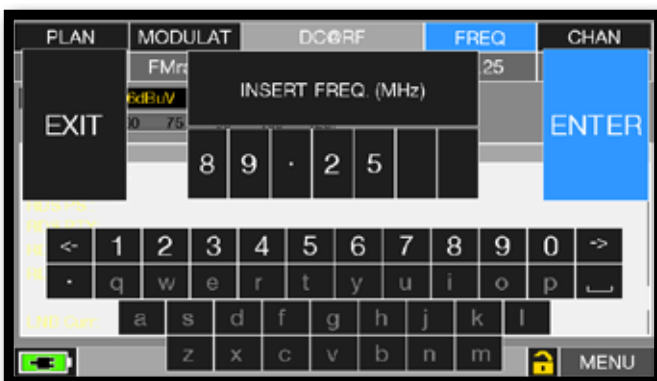 PLAN MODULAT DC@RF FREQ CHAN
FMra 25
INSERT FREQ. (MHz)
6dBuV
75
EXIT ENTER
8 9 . 2 5
<- 1 2 3 4 5 6 7 8 9 0 ->
. q w e r t y u i o p
a s d f g h j k l
z x c v b n m
MENU